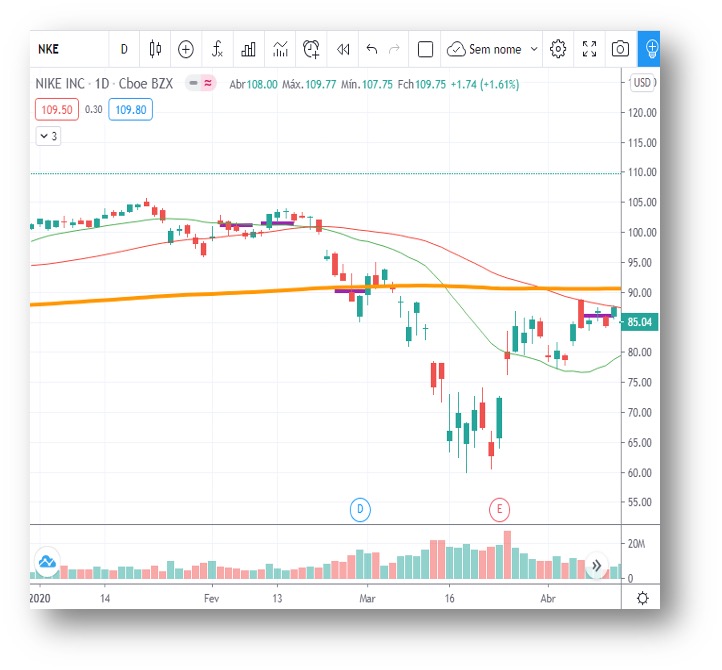 NKE D Sem nome
NIKE INC · 1D · Cboe BZX Abr108.00 Máx.109.77 Mín.107.75 Fch109.75 +1.74 (+1.61%) USD
109.50 0.30 109.80
3
120.00
115.00
110.00
105.00
100.00
95.00
90.00
85.04
80.00
75.00
70.00
65.00
60.00
55.00
D E
20M
0
2020 14 Fev 13 Mar 16 Abr